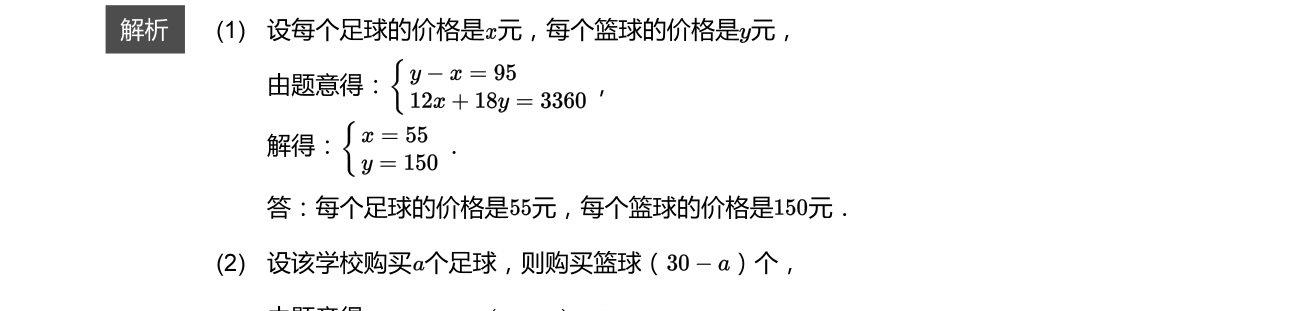 解析 (1) 设每个足球的价格是x元，每个篮球的价格是y元，
由题意得：{ y − x = 95
12x + 18y = 3360 ，
解得：{ x = 55
y = 150 ．
答：每个足球的价格是55元，每个篮球的价格是150元．
(2) 设该学校购买a个足球，则购买篮球（30 − a）个，